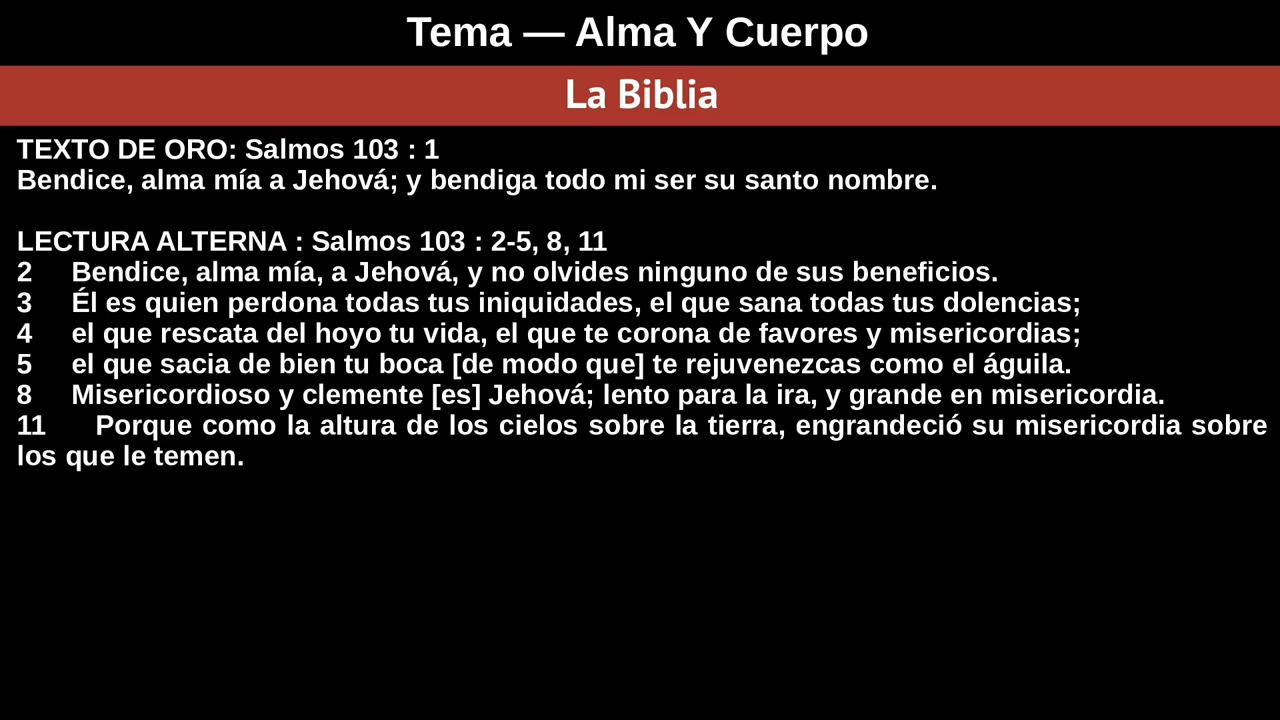 Tema — Alma Y Cuerpo
La Biblia
TEXTO DE ORO: Salmos 103 : 1
Bendice, alma mía a Jehová; y bendiga todo mi ser su santo nombre.
LECTURA ALTERNA : Salmos 103 : 2-5, 8, 11
2 Bendice, alma mía, a Jehová, y no olvides ninguno de sus beneficios.
3 Él es quien perdona todas tus iniquidades, el que sana todas tus dolencias;
4 el que rescata del hoyo tu vida, el que te corona de favores y misericordias;
5 el que sacia de bien tu boca [de modo que] te rejuvenezcas como el águila.
8 Misericordioso y clemente [es] Jehová; lento para la ira, y grande en misericordia.
11 Porque como la altura de los cielos sobre la tierra, engrandeció su misericordia sobre
los que le temen.